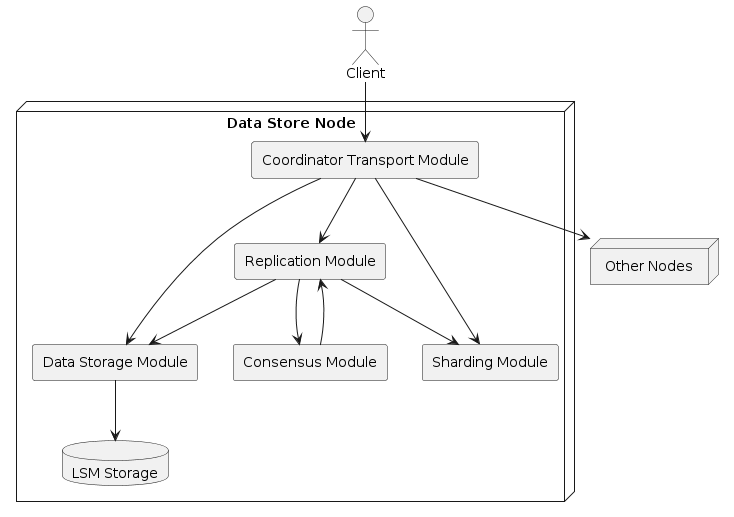 Client
Data Store Node
Coordinator Transport Module
Replication Module
Other Nodes
Data Storage Module
Consensus Module
Sharding Module
LSM Storage